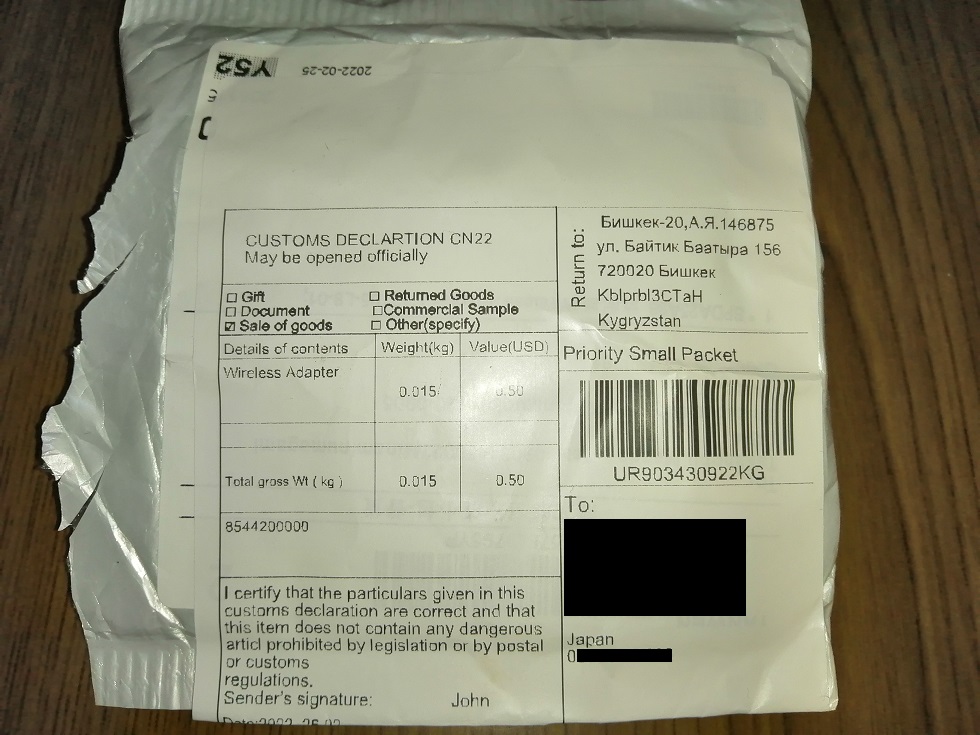 Y52 2022-02-25
CUSTOMS DECLARTION CN22
May be opened officially
☐ Gift ☐ Returned Goods
☐ Document ☐Commercial Sample
☑ Sale of goods ☐ Other(specify)
Details of contents Weight(kg) Value(USD)
Wireless Adapter 0.015 0.50
Total gross Wt ( kg ) 0.015 0.50
8544200000
I certify that the particulars given in this
customs declaration are correct and that
this item does not contain any dangerous
articl prohibited by legislation or by postal
or customs
regulations.
Sender's signature: John
Return to:
Бишкек-20,А.Я.146875
ул. Байтик Баатыра 156
720020 Бишкек
Kblprbl3CTaH
Kygryzstan
Priority Small Packet
UR903430922KG
To:
Japan
0